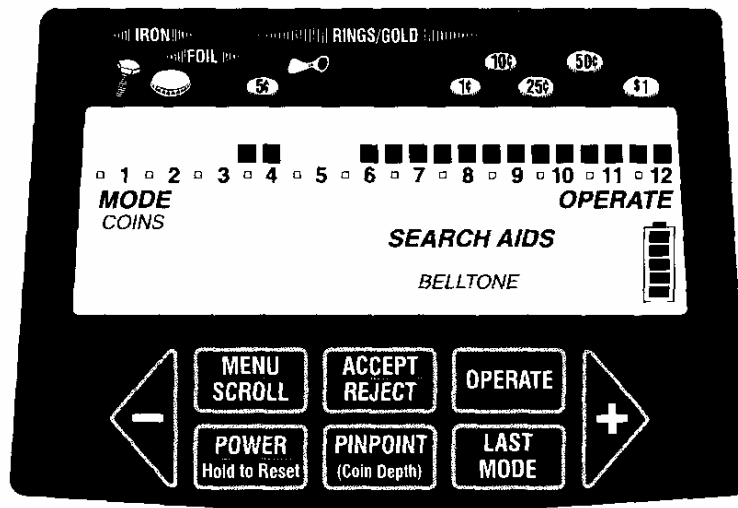 IRON
RINGS/GOLD
FOIL
10¢ 50¢
5¢ 1¢ 25¢ $1
1 2 3 4 5 6 7 8 9 10 11 12
MODE OPERATE
COINS
SEARCH AIDS
BELLTONE
MENU SCROLL
ACCEPT REJECT
OPERATE
- +
POWER Hold to Reset
PINPOINT (Coin Depth)
LAST MODE